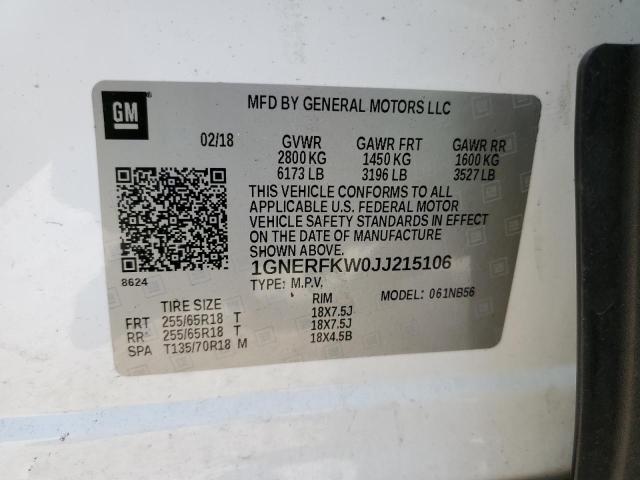 GM
MFD BY GENERAL MOTORS LLC
02/18 GVWR GAWR FRT GAWR RR
2800 KG 1450 KG 1600 KG
6173 LB 3196 LB 3527 LB
THIS VEHICLE CONFORMS TO ALL
APPLICABLE U.S. FEDERAL MOTOR
VEHICLE SAFETY STANDARDS IN EFFECT
ON THE DATE OF MANUFACTURE
SHOWN ABOVE.
8624
1GNERFKW0JJ215106
TYPE: M.P.V. MODEL: 061NB56
TIRE SIZE RIM
FRT 255/65R18 T 18X7.5J
RR 255/65R18 T 18X7.5J
SPA T135/70R18 M 18X4.5B